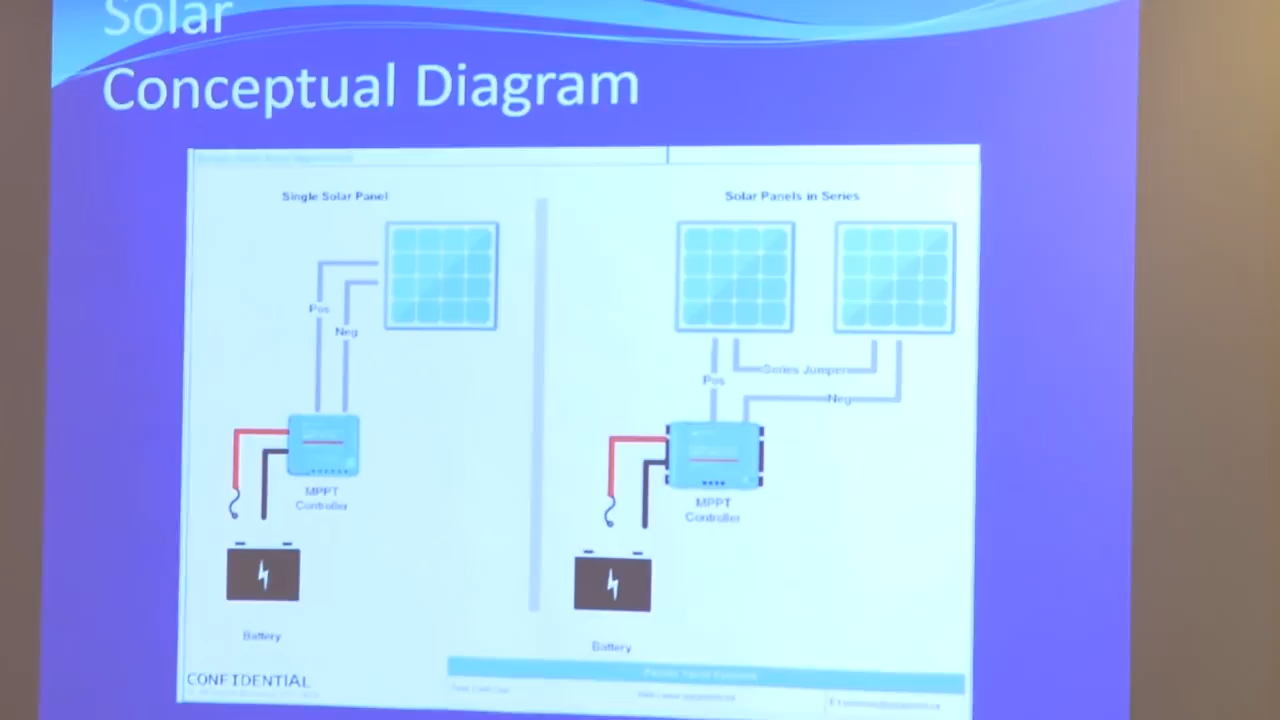 Solar
Conceptual Diagram
Single Solar Panel
Solar Panels in Series
Pos
Neg
Series Jumper
Pos
Neg
MPPT
Controller
MPPT
Controller
Battery
Battery
CONFIDENTIAL